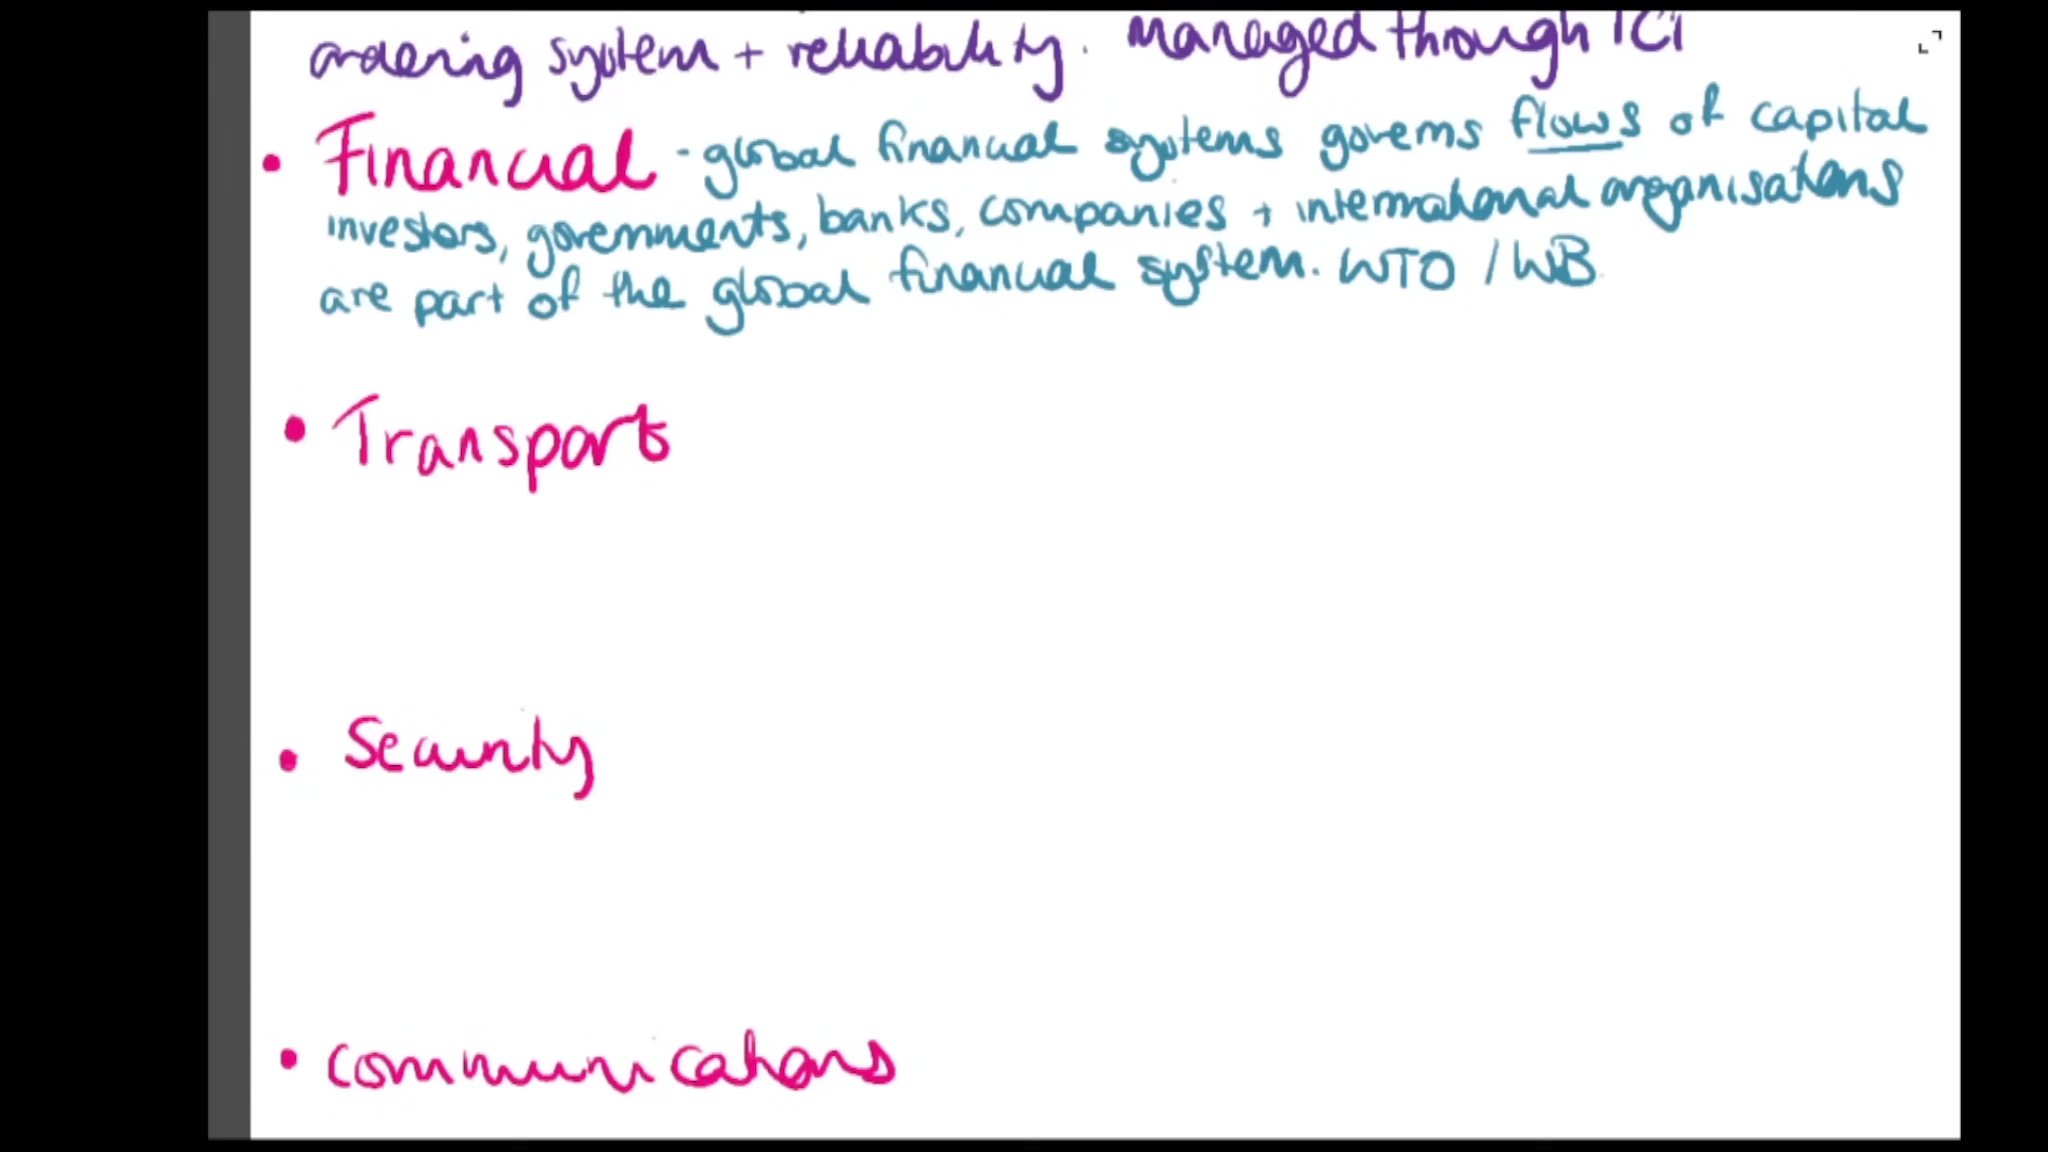 ordering system + reliability. Managed through ICT
• Financial - global financial systems governs flows of capital
investors, governments, banks, companies + international organisations
are part of the global financial system. WTO / WB
• Transport
• Security
• Communications